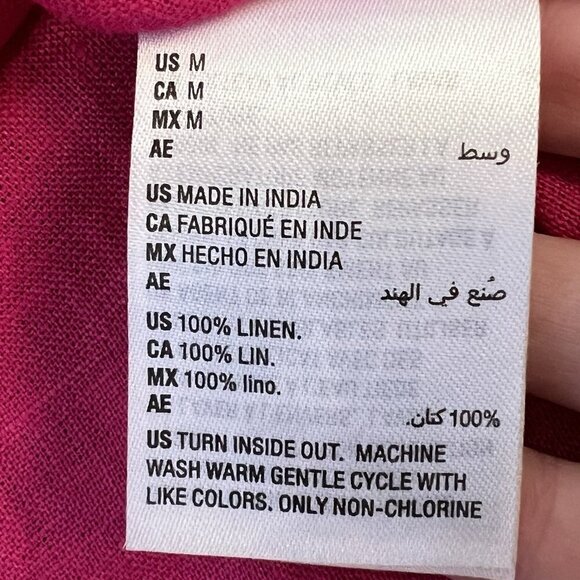 US M
CA M
MX M
AE وسط
US MADE IN INDIA
CA FABRIQUÉ EN INDE
MX HECHO EN INDIA
AE صُنع في الهند
US 100% LINEN.
CA 100% LIN.
MX 100% lino.
AE 100% كتان.
US TURN INSIDE OUT. MACHINE
WASH WARM GENTLE CYCLE WITH
LIKE COLORS. ONLY NON-CHLORINE